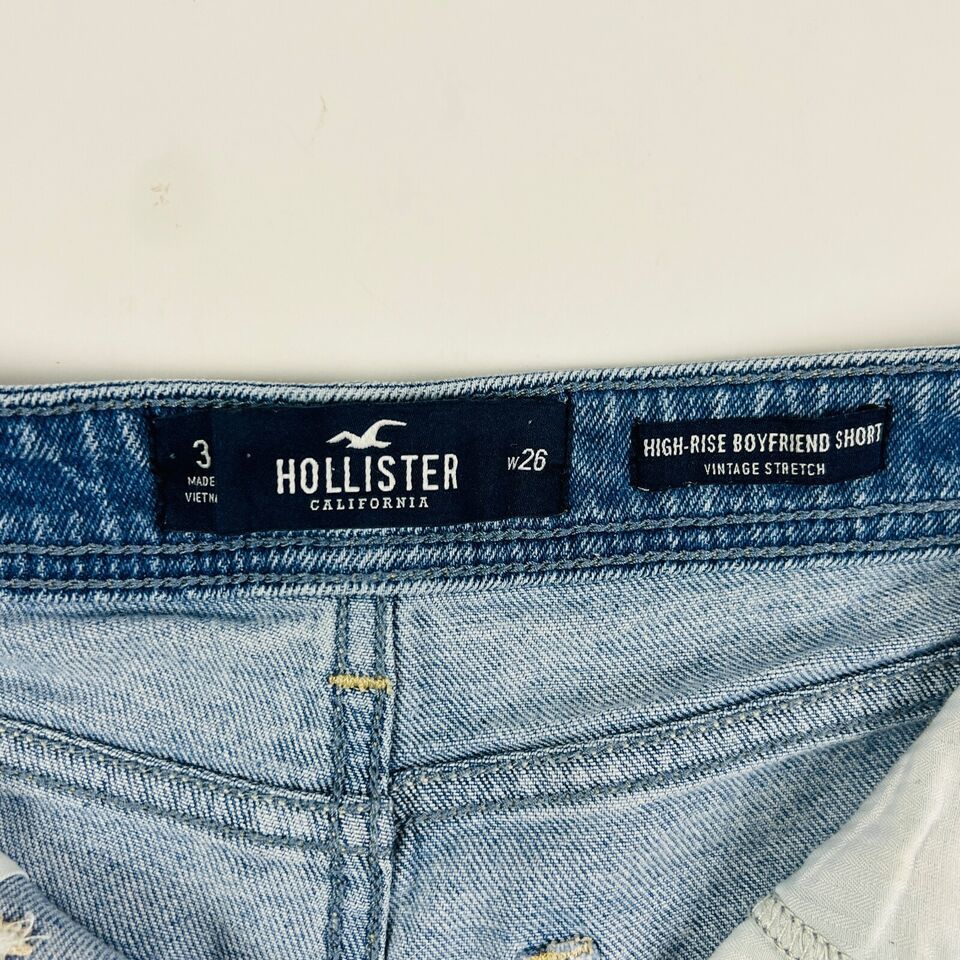 3
MADE
HOLLISTER
CALIFORNIA
W26
HIGH-RISE BOYFRIEND SHORT
VINTAGE STRETCH